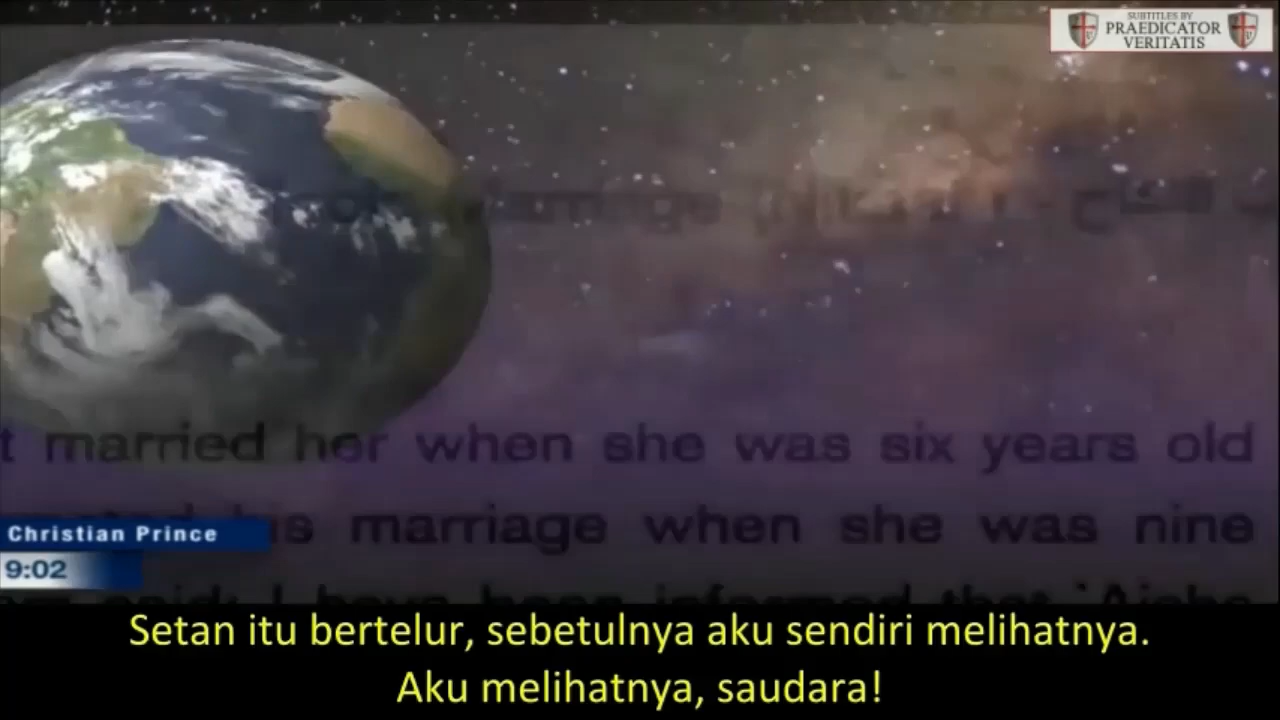 SUBTITLES BY
PRAEDICATOR
VERITATIS
married her when she was six years old
his marriage when she was nine
Christian Prince
9:02
Setan itu bertelur, sebetulnya aku sendiri melihatnya.
Aku melihatnya, saudara!